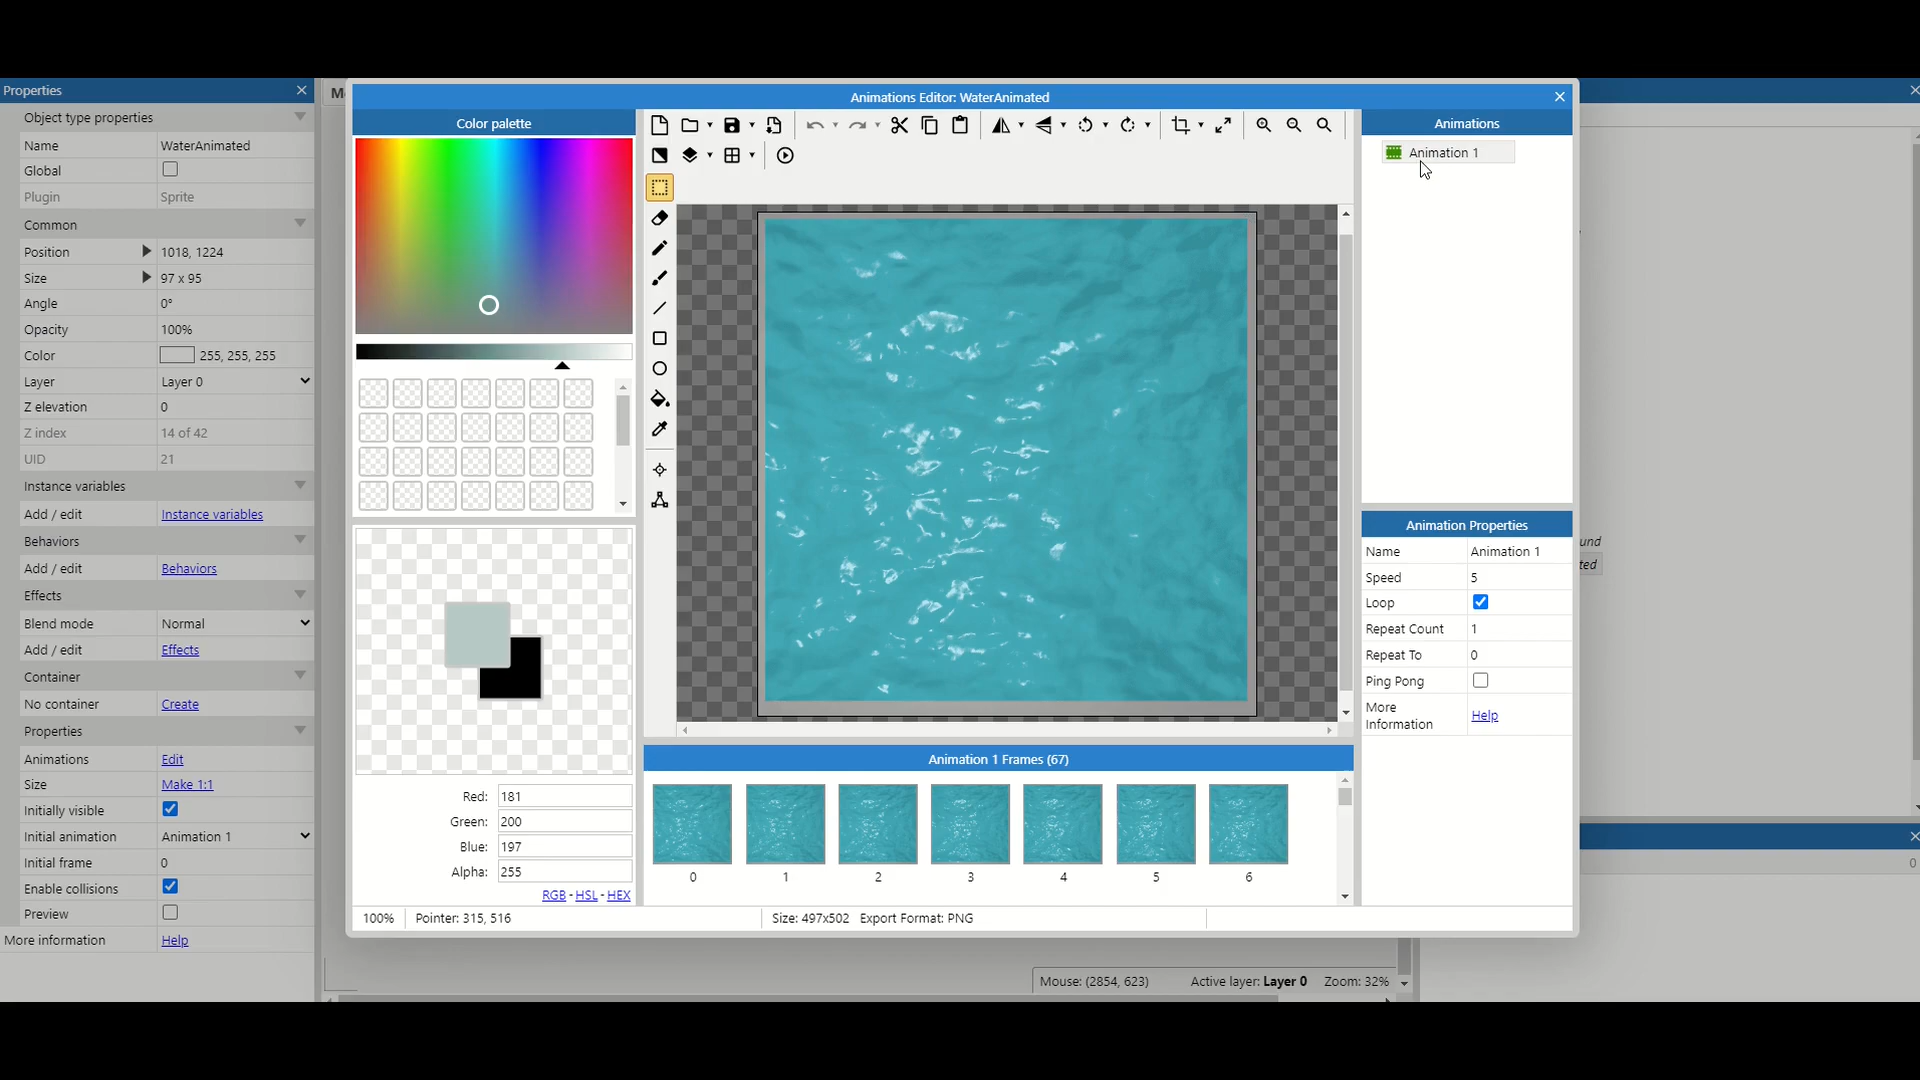 Properties
Object type properties
Name WaterAnimated
Global
Plugin Sprite
Common
Position 1018, 1224
Size 97 x 95
Angle 0°
Opacity 100%
Color 255, 255, 255
Layer Layer 0
Z elevation 0
Z index 14 of 42
UID 21
Instance variables
Add / edit Instance variables
Behaviors
Add / edit Behaviors
Effects
Blend mode Normal
Add / edit Effects
Container
No container Create
Properties
Animations Edit
Size Make 1:1
Initially visible
Initial animation Animation 1
Initial frame 0
Enable collisions
Preview
More information Help
Animations Editor: WaterAnimated
Color palette
Red: 181
Green: 200
Blue: 197
Alpha: 255
RGB - HSL - HEX
Animation 1 Frames (67)
0 1 2 3 4 5 6
100% Pointer: 315, 516 Size: 497x502 Export Format: PNG
Animations
Animation 1
Animation Properties
Name Animation 1
Speed 5
Loop
Repeat Count 1
Repeat To 0
Ping Pong
More
Information Help
und
ted
0
Mouse: (2854, 623) Active layer: Layer 0 Zoom: 32%